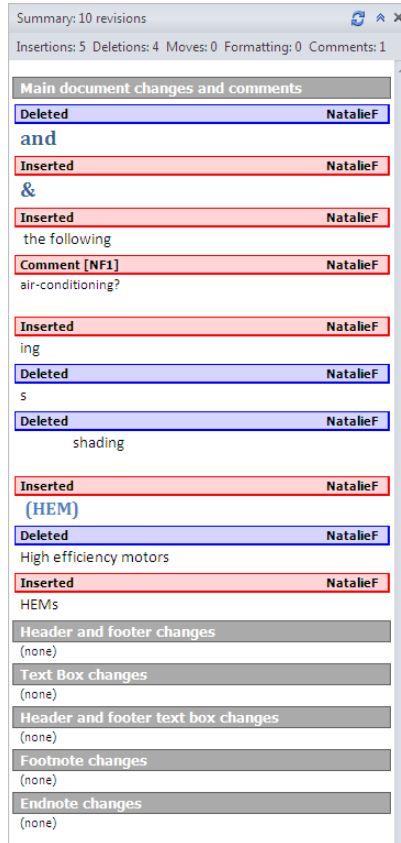 Summary: 10 revisions
Insertions: 5 Deletions: 4 Moves: 0 Formatting: 0 Comments: 1
Main document changes and comments
Deleted NatalieF
and
Inserted NatalieF
&
Inserted NatalieF
the following
Comment [NF1] NatalieF
air-conditioning?
Inserted NatalieF
ing
Deleted NatalieF
s
Deleted NatalieF
shading
Inserted NatalieF
(HEM)
Deleted NatalieF
High efficiency motors
Inserted NatalieF
HEMs
Header and footer changes
(none)
Text Box changes
(none)
Header and footer text box changes
(none)
Footnote changes
(none)
Endnote changes
(none)